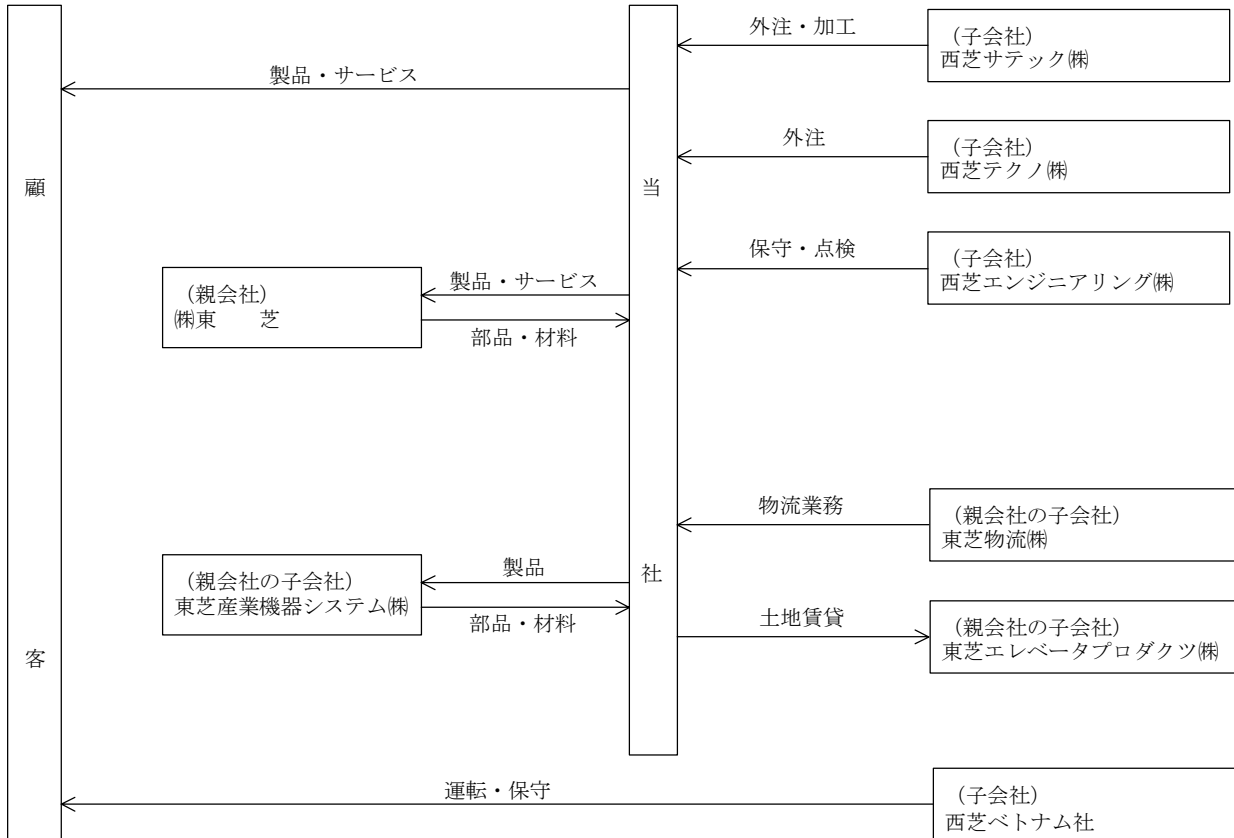 外注・加工
（子会社）
西芝サテック㈱
製品・サービス
外注
（子会社）
西芝テクノ㈱
顧
当
保守・点検
（子会社）
西芝エンジニアリング㈱
製品・サービス
（親会社）
㈱東　　芝
部品・材料
物流業務
（親会社の子会社）
東芝物流㈱
製品
社
（親会社の子会社）
東芝産業機器システム㈱
部品・材料
土地賃貸
（親会社の子会社）
東芝エレベータプロダクツ㈱
客
運転・保守
（子会社）
西芝ベトナム社